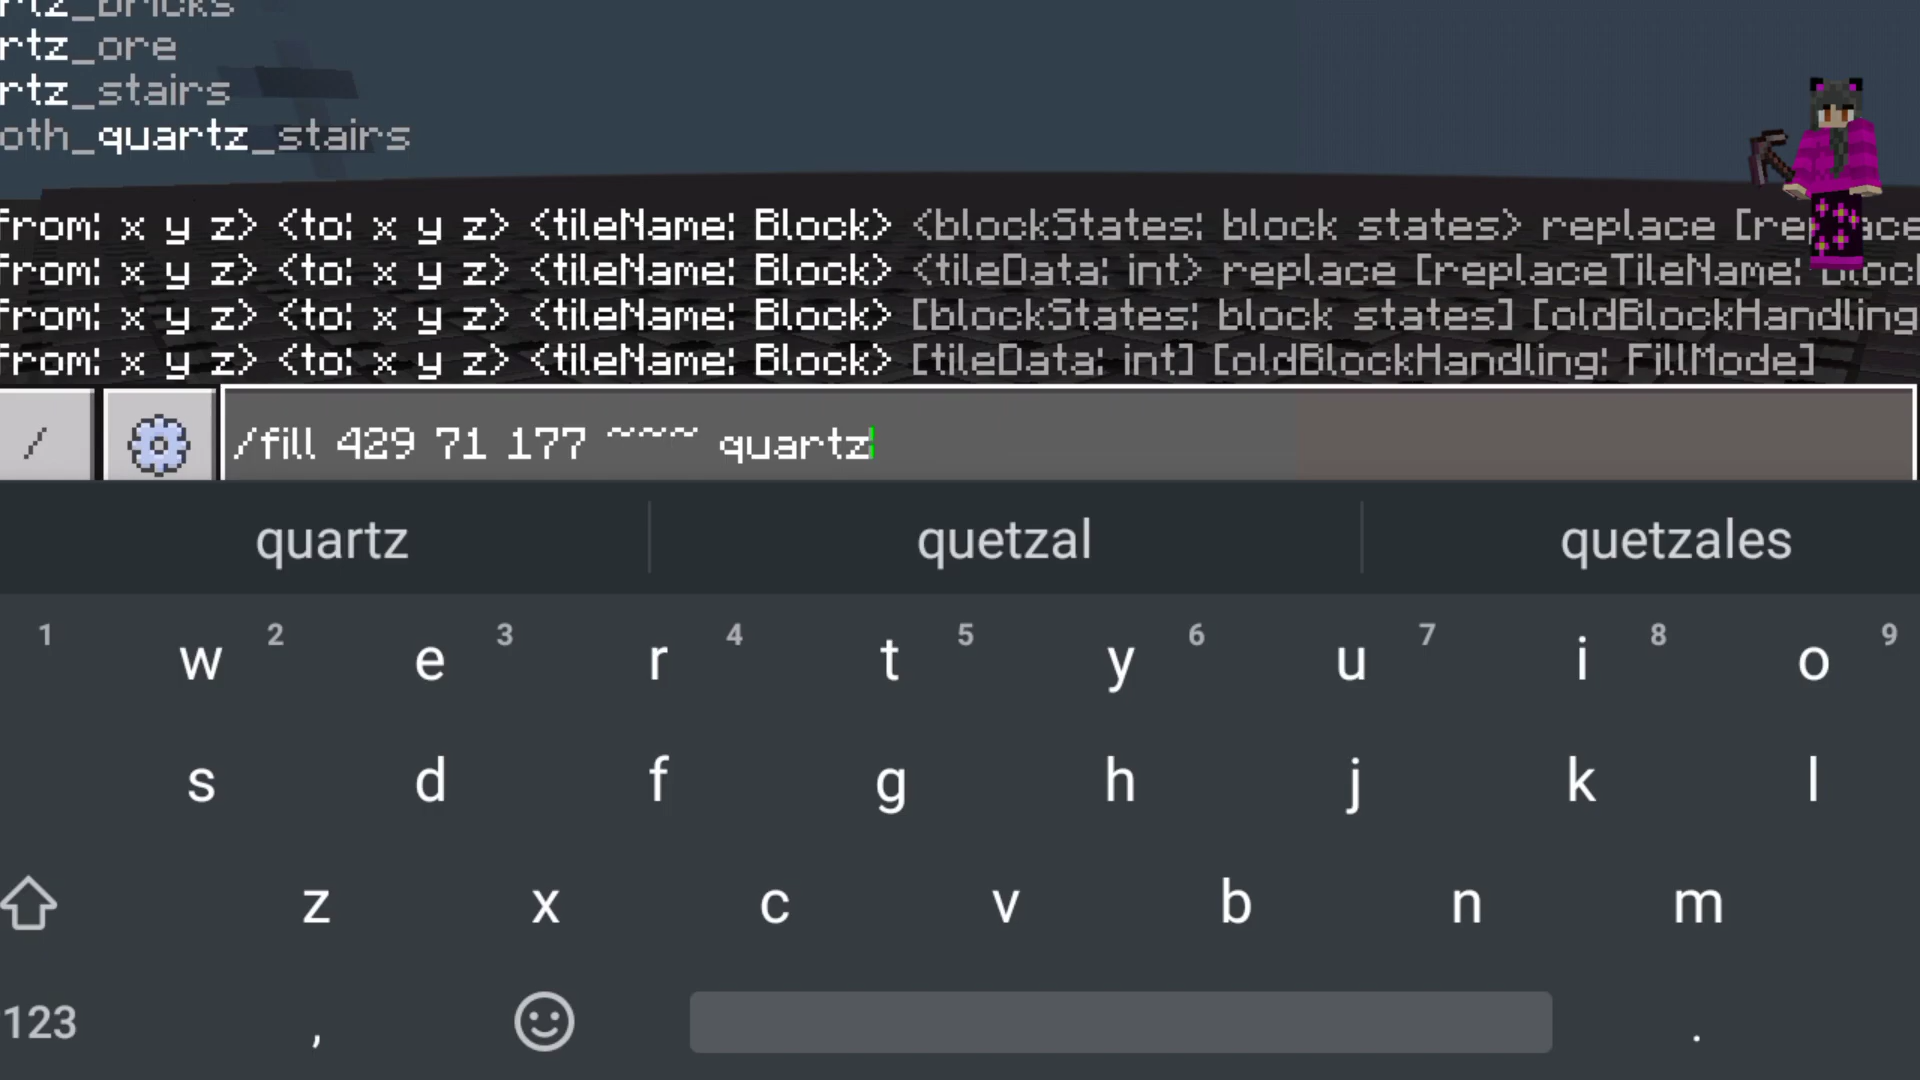 rtz_bricks
rtz_ore
rtz_stairs
oth_quartz_stairs
from: x y z> <to: x y z> <tileName: Block> <blockStates: block states> replace [re
from: x y z> <to: x y z> <tileName: Block> <tileData: int> replace [replaceTileName: Bloc
from: x y z> <to: x y z> <tileName: Block> [blockStates: block states] [oldBlockHandling
from: x y z> <to: x y z> <tileName: Block> [tileData: int] [oldBlockHandling: FillMode]
/ /fill 429 71 177 ~~~ quartz
quartz quetzal quetzales
1 2 3 4 5 6 7 8 9
w e r t y u i o
s d f g h j k l
z x c v b n m
123 , .